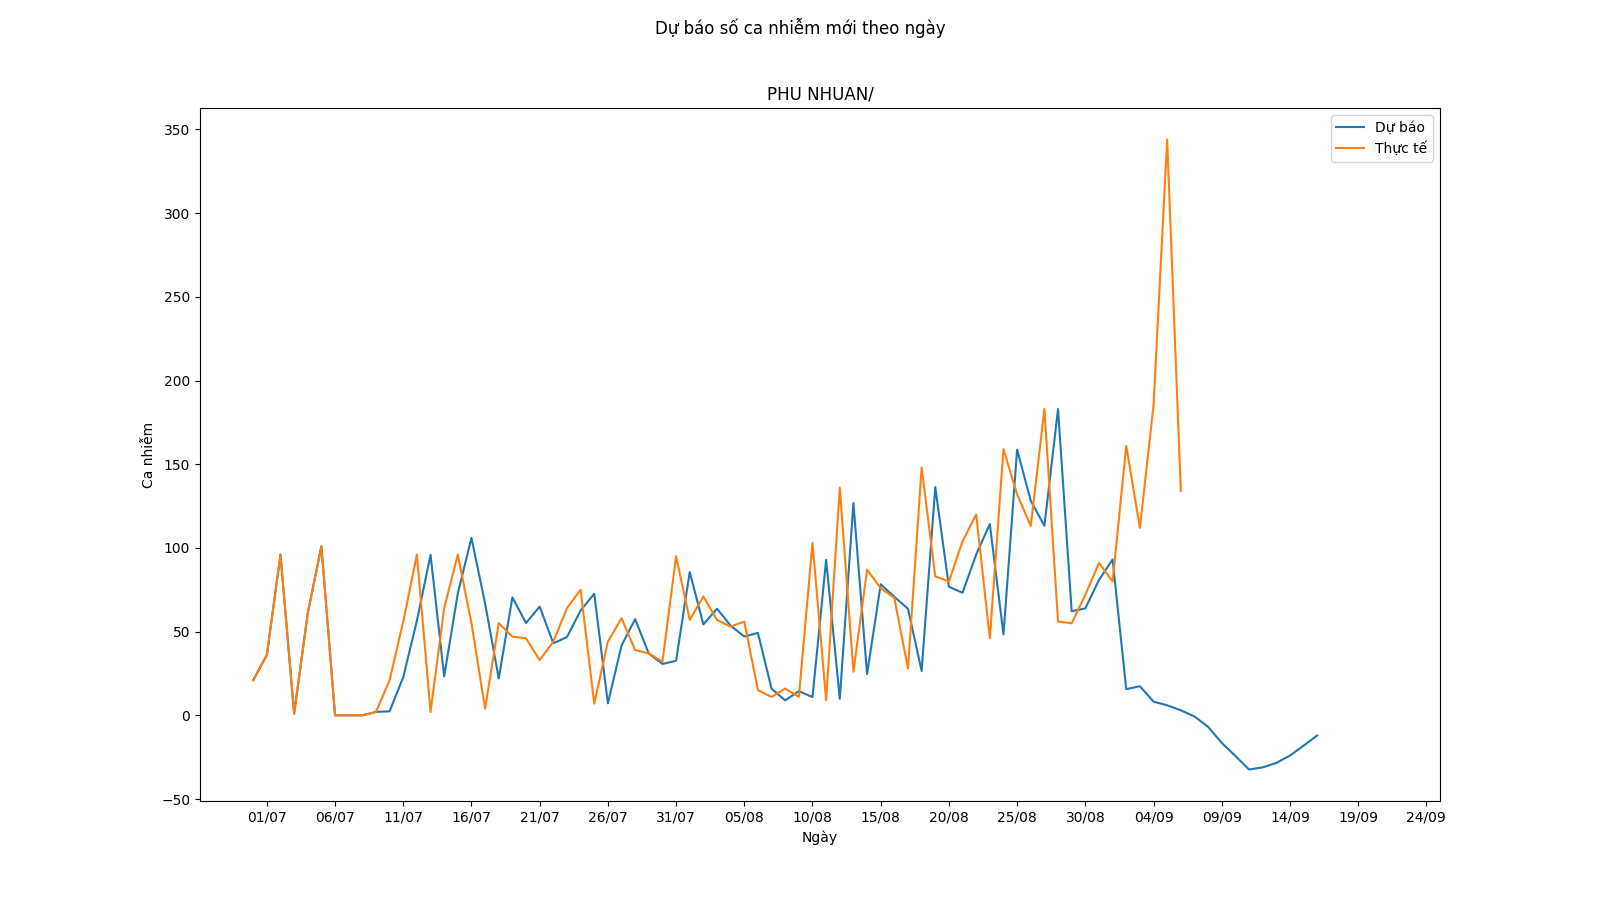 Dự báo số ca nhiễm mới theo ngày
PHU NHUAN/
Dự báo
Thực tế
350
300
250
200
150
100
50
0
−50
Ca nhiễm
01/07 06/07 11/07 16/07 21/07 26/07 31/07 05/08 10/08 15/08 20/08 25/08 30/08 04/09 09/09 14/09 19/09 24/09
Ngày